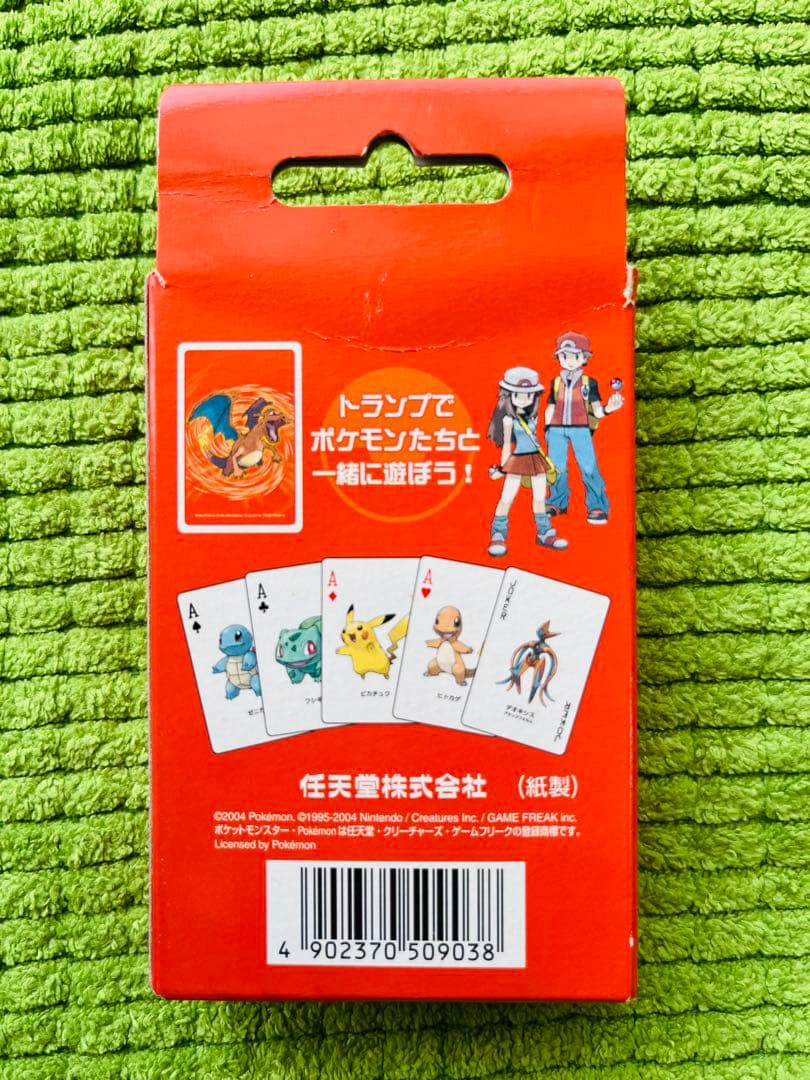 トランプで
ポケモンたちと
一緒に遊ぼう！
A
A
A
A
JOKER
ピカチュウ
ヒトカゲ
デオキシス
JOKER
任天堂株式会社 （紙製）
©2004 Pokémon. ©1995-2004 Nintendo / Creatures Inc. / GAME FREAK inc.
ポケットモンスター・Pokémonは任天堂・クリーチャーズ・ゲームフリークの登録商標です。
Licensed by Pokémon
4 902370 509038